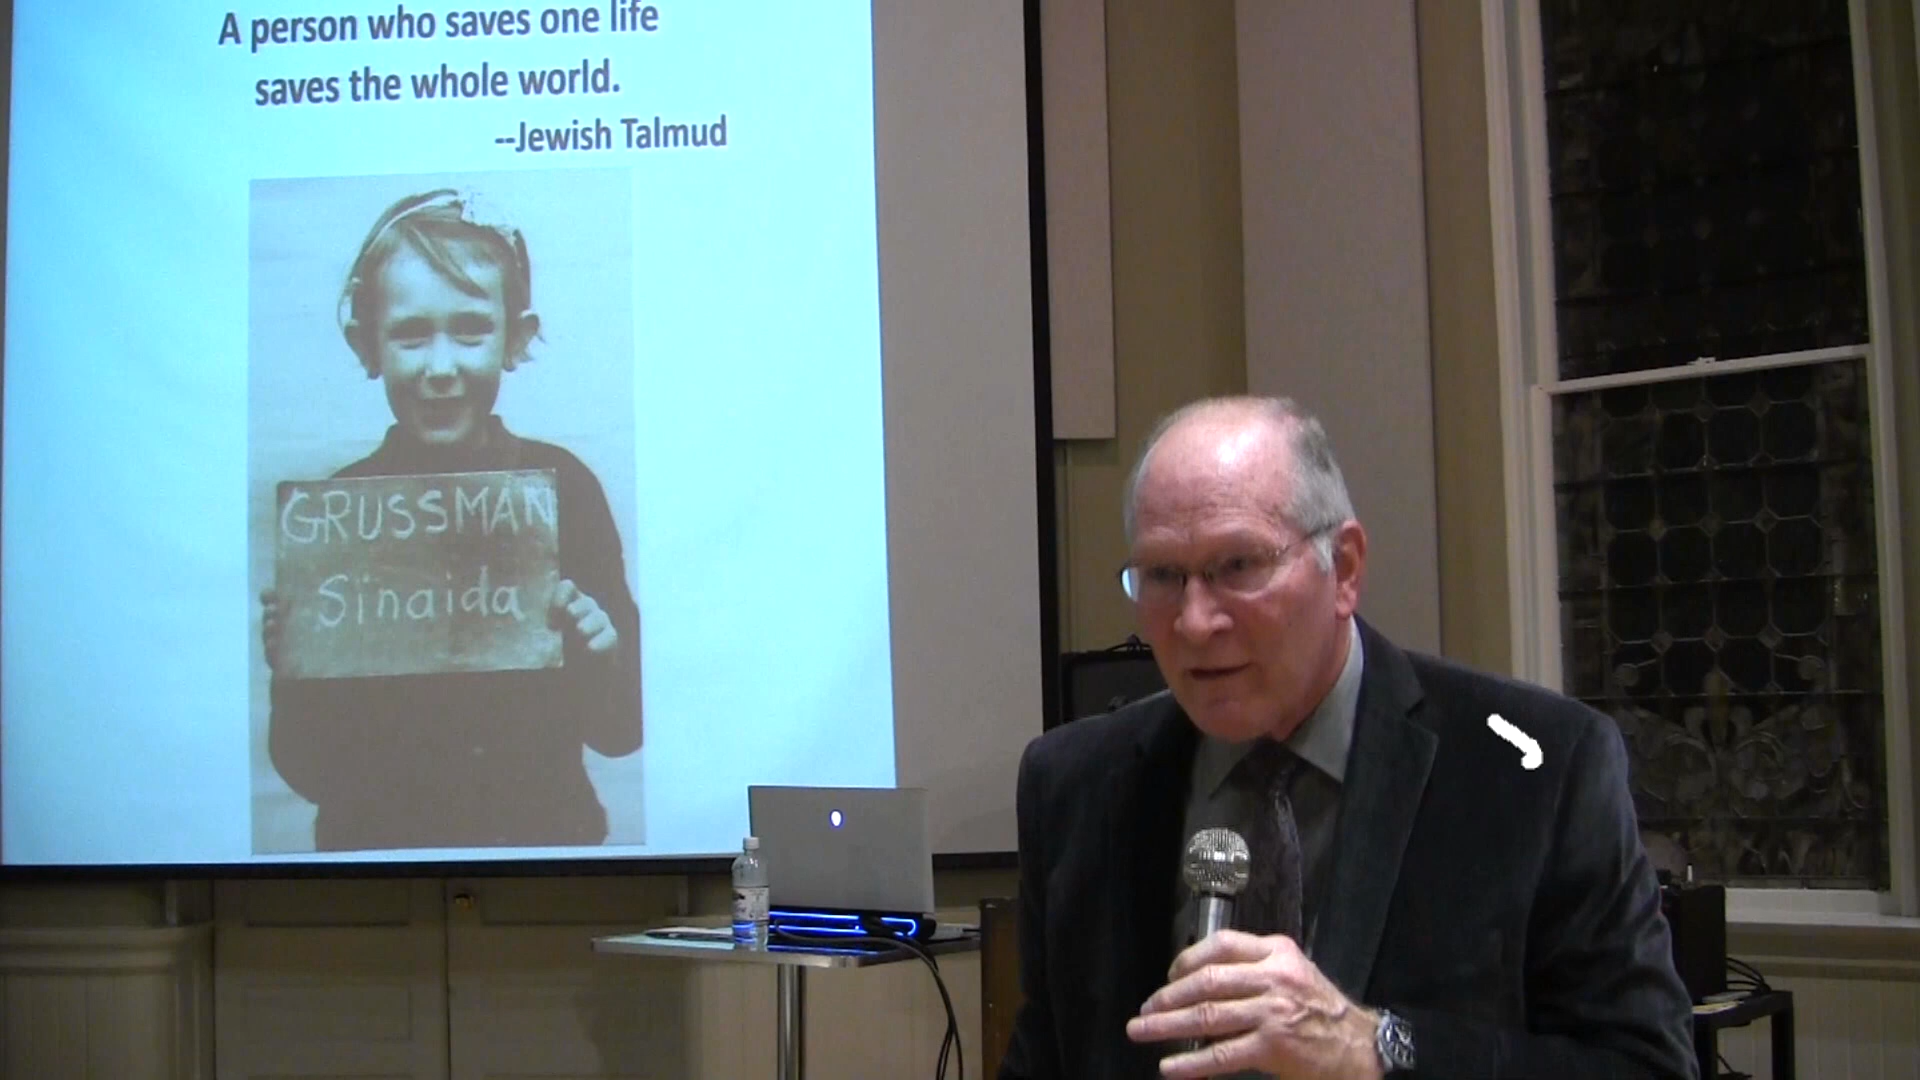 A person who saves one life
saves the whole world.
--Jewish Talmud
GRUSSMAN
Sinaida